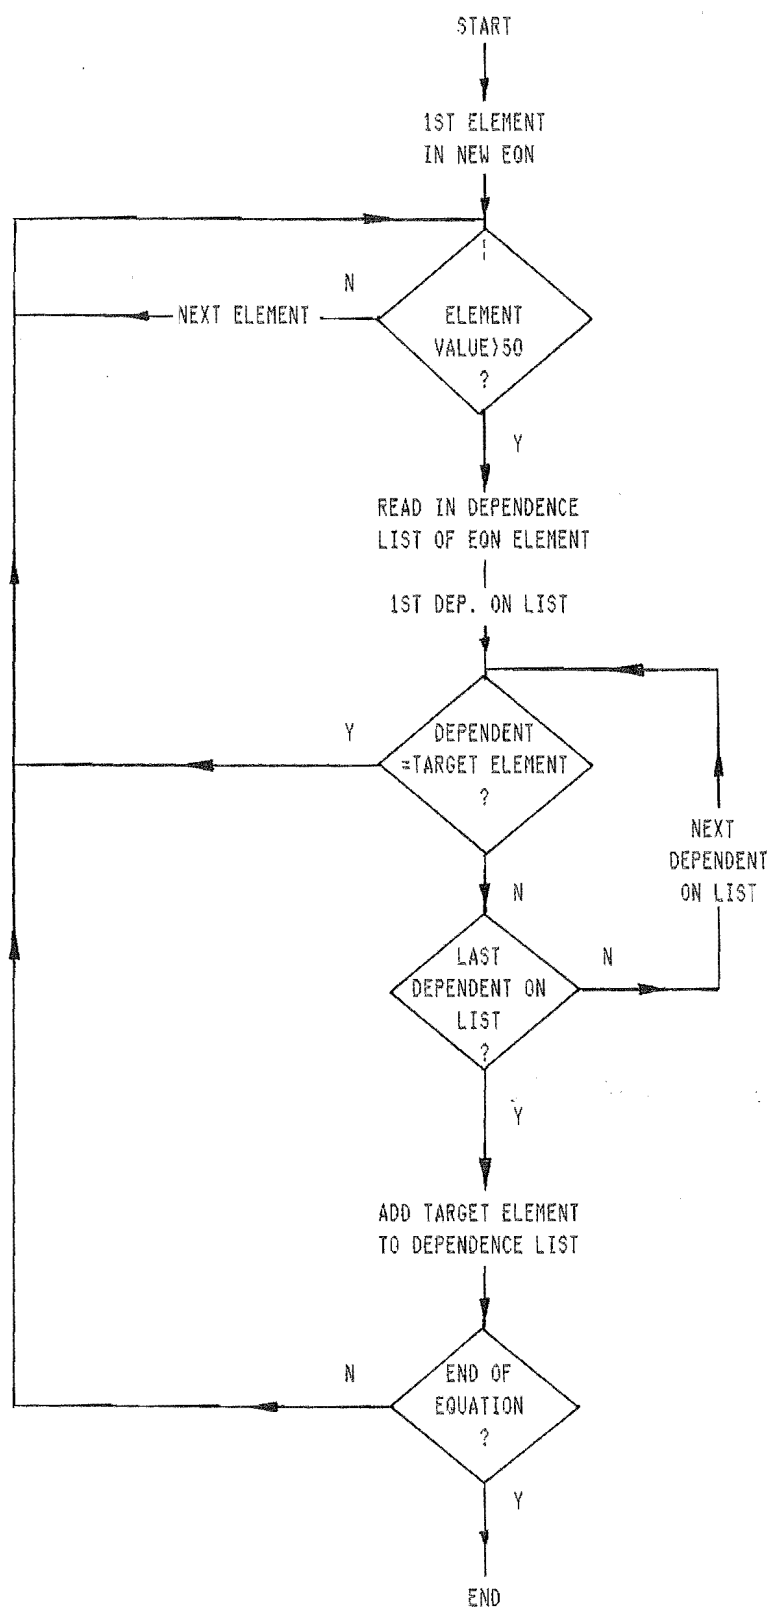 START
1ST ELEMENT
IN NEW EQN
N
NEXT ELEMENT
ELEMENT
VALUE>50
?
Y
READ IN DEPENDENCE
LIST OF EQN ELEMENT
1ST DEP. ON LIST
Y
DEPENDENT
=TARGET ELEMENT
?
NEXT
DEPENDENT
ON LIST
N
LAST
DEPENDENT ON
LIST
?
N
Y
ADD TARGET ELEMENT
TO DEPENDENCE LIST
N
END OF
EQUATION
?
Y
END